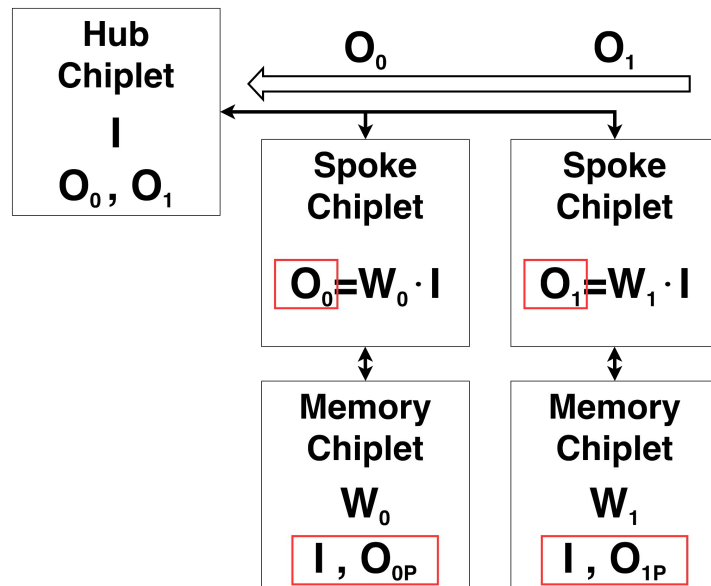 Hub
Chiplet
I
O₀ , O₁
O₀
O₁
Spoke
Chiplet
O₀=W₀·I
Spoke
Chiplet
O₁=W₁·I
Memory
Chiplet
W₀
I , O₀P
Memory
Chiplet
W₁
I , O₁P